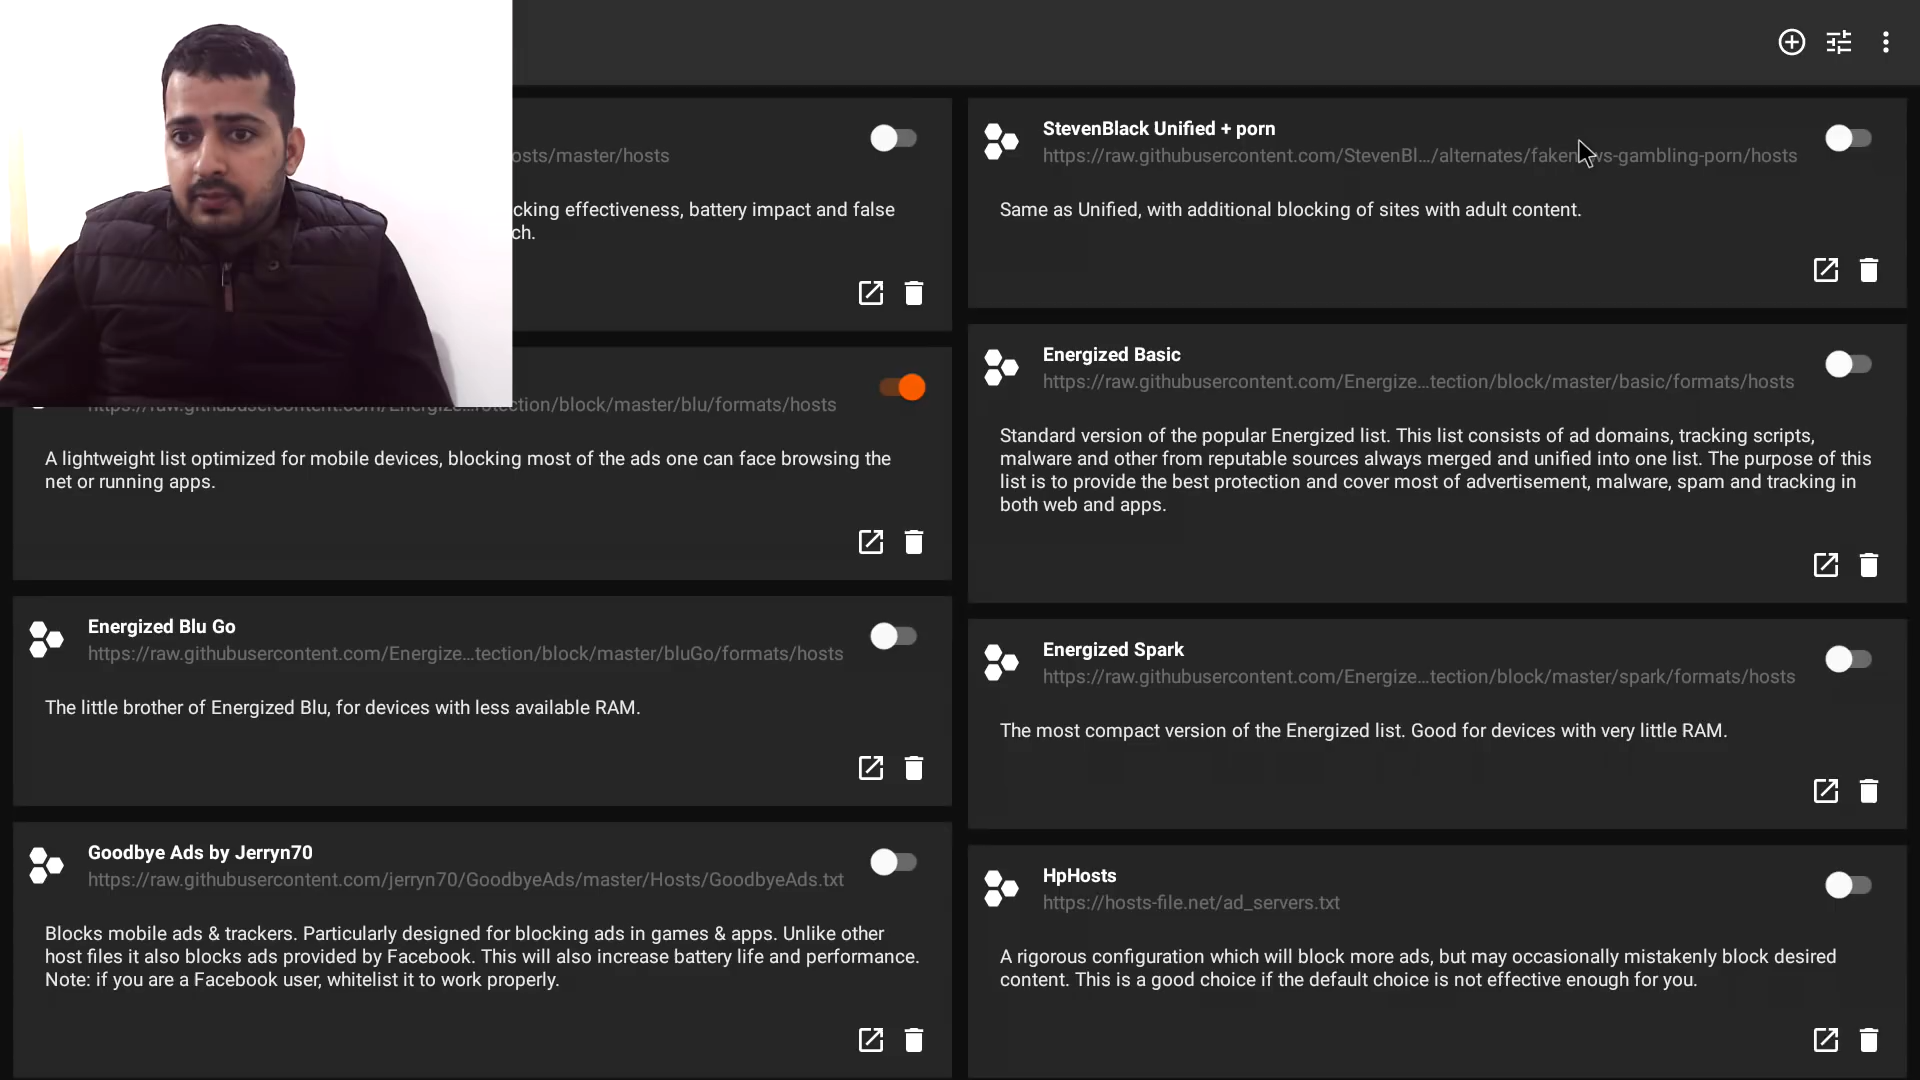 osts/master/hosts
cking effectiveness, battery impact and false
ch.
https://raw.githubusercontent.com/Energize...rotection/block/master/blu/formats/hosts
A lightweight list optimized for mobile devices, blocking most of the ads one can face browsing the
net or running apps.
Energized Blu Go
https://raw.githubusercontent.com/Energize...tection/block/master/bluGo/formats/hosts
The little brother of Energized Blu, for devices with less available RAM.
Goodbye Ads by Jerryn70
https://raw.githubusercontent.com/jerryn70/GoodbyeAds/master/Hosts/GoodbyeAds.txt
Blocks mobile ads & trackers. Particularly designed for blocking ads in games & apps. Unlike other
host files it also blocks ads provided by Facebook. This will also increase battery life and performance.
Note: if you are a Facebook user, whitelist it to work properly.
StevenBlack Unified + porn
https://raw.githubusercontent.com/StevenBl.../alternates/fakenews-gambling-porn/hosts
Same as Unified, with additional blocking of sites with adult content.
Energized Basic
https://raw.githubusercontent.com/Energize...tection/block/master/basic/formats/hosts
Standard version of the popular Energized list. This list consists of ad domains, tracking scripts,
malware and other from reputable sources always merged and unified into one list. The purpose of this
list is to provide the best protection and cover most of advertisement, malware, spam and tracking in
both web and apps.
Energized Spark
https://raw.githubusercontent.com/Energize...tection/block/master/spark/formats/hosts
The most compact version of the Energized list. Good for devices with very little RAM.
HpHosts
https://hosts-file.net/ad_servers.txt
A rigorous configuration which will block more ads, but may occasionally mistakenly block desired
content. This is a good choice if the default choice is not effective enough for you.